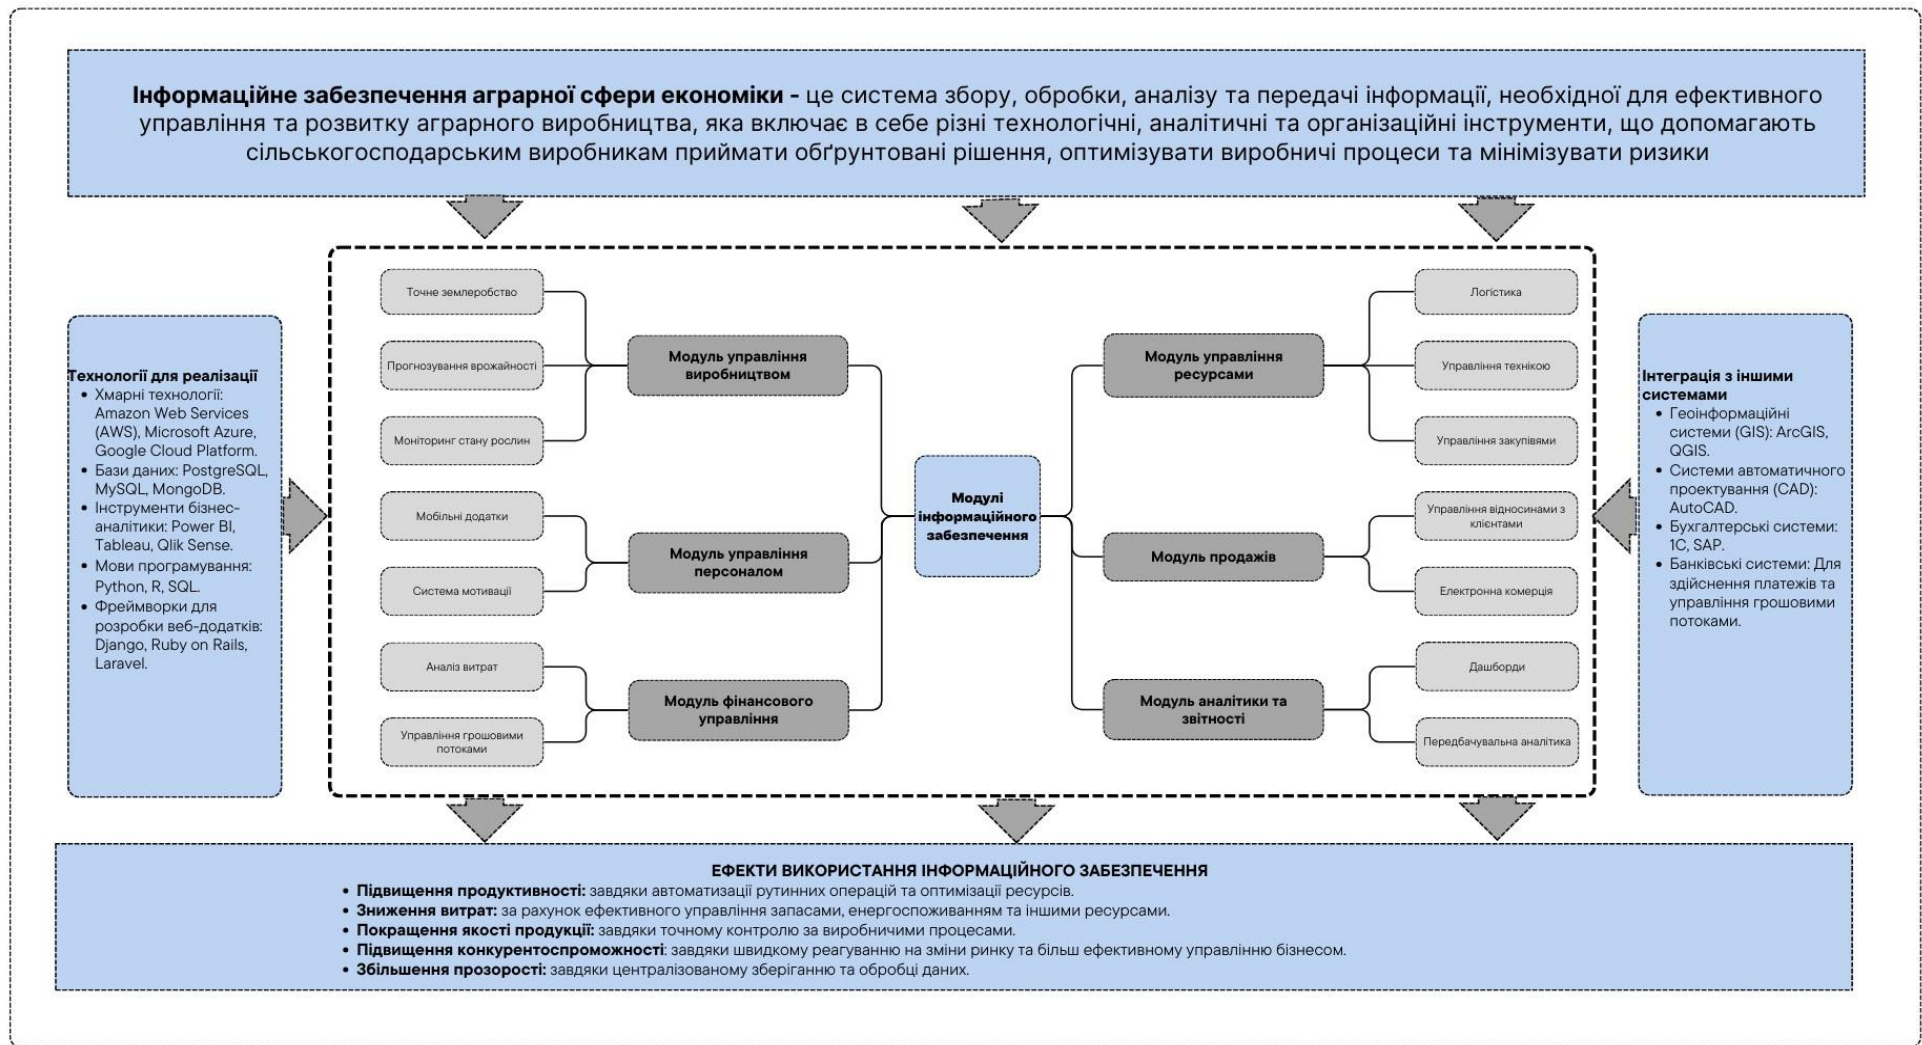 Інформаційне забезпечення аграрної сфери економіки - це система збору, обробки, аналізу та передачі інформації, необхідної для ефективного
управління та розвитку аграрного виробництва, яка включає в себе різні технологічні, аналітичні та організаційні інструменти, що допомагають
сільськогосподарським виробникам приймати обґрунтовані рішення, оптимізувати виробничі процеси та мінімізувати ризики
Технології для реалізації
• Хмарні технології:
Amazon Web Services
(AWS), Microsoft Azure,
Google Cloud Platform.
• Бази даних: PostgreSQL,
MySQL, MongoDB.
• Інструменти бізнес-
аналітики: Power BI,
Tableau, Qlik Sense.
• Мови програмування:
Python, R, SQL.
• Фреймворки для
розробки веб-додатків:
Django, Ruby on Rails,
Laravel.
Точне землеробство
Прогнозування врожайності
Моніторинг стану рослин
Мобільні додатки
Система мотивації
Аналіз витрат
Управління грошовими
потоками
Модуль управління
виробництвом
Модуль управління
персоналом
Модуль фінансового
управління
Модулі
інформаційного
забезпечення
Модуль управління
ресурсами
Модуль продажів
Модуль аналітики та
звітності
Логістика
Управління технікою
Управління закупівями
Управління відносинами з
клієнтами
Електронна комерція
Дашборди
Передбачувальна аналітика
Інтеграція з іншими
системами
• Геоінформаційні
системи (GIS): ArcGIS,
QGIS.
• Системи автоматичного
проектування (CAD):
AutoCAD.
• Бухгалтерські системи:
1С, SAP.
• Банківські системи: Для
здійснення платежів та
управління грошовими
потоками.
ЕФЕКТИ ВИКОРИСТАННЯ ІНФОРМАЦІЙНОГО ЗАБЕЗПЕЧЕННЯ
• Підвищення продуктивності: завдяки автоматизації рутинних операцій та оптимізації ресурсів.
• Зниження витрат: за рахунок ефективного управління запасами, енергоспоживанням та іншими ресурсами.
• Покращення якості продукції: завдяки точному контролю за виробничими процесами.
• Підвищення конкурентоспроможності: завдяки швидкому реагуванню на зміни ринку та більш ефективному управлінню бізнесом.
• Збільшення прозорості: завдяки централізованому зберіганню та обробці даних.